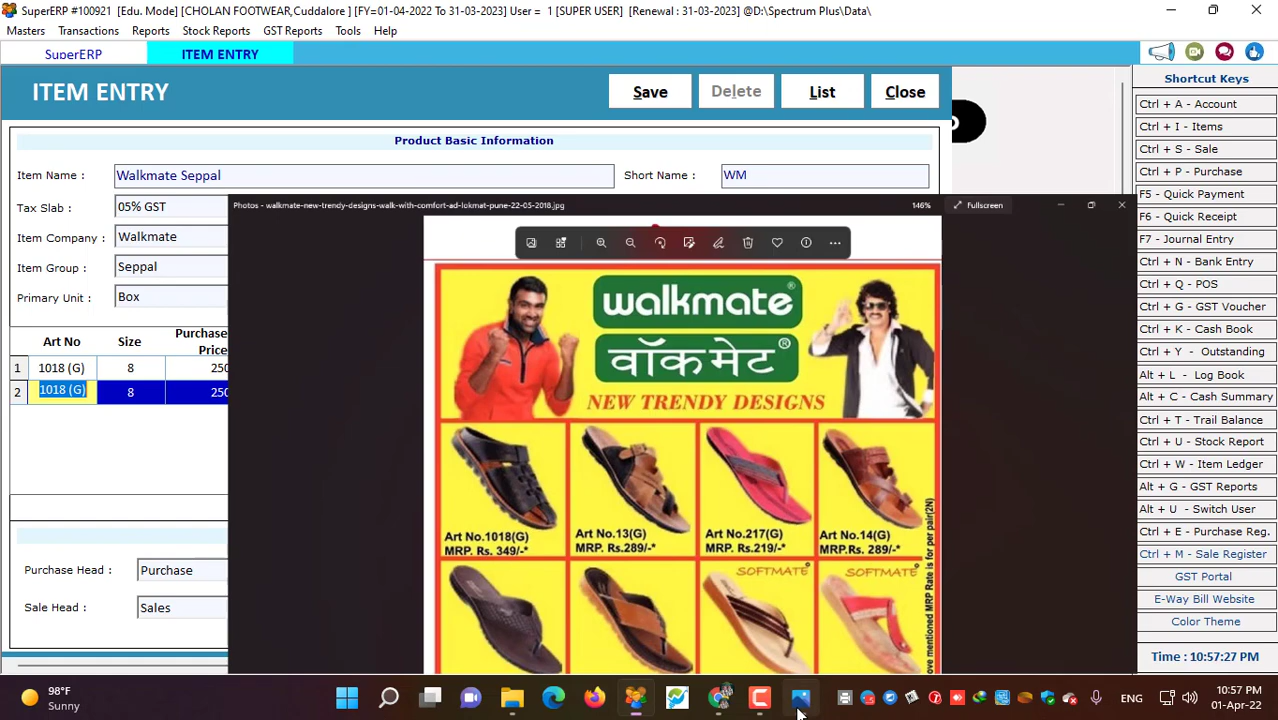 SuperERP #100921 [Edu. Mode] [CHOLAN FOOTWEAR,Cuddalore ] [FY=01-04-2022 To 31-03-2023] User = 1 [SUPER USER] [Renewal : 31-03-2023] @D:\Spectrum Plus\Data\
Masters Transactions Reports Stock Reports GST Reports Tools Help
SuperERP ITEM ENTRY
ITEM ENTRY Save Delete List Close
Product Basic Information
Item Name : Walkmate Seppal Short Name : WM
Tax Slab : 05% GST
Item Company : Walkmate
Item Group : Seppal
Primary Unit : Box
Art No Size Purchase Price
1 1018 (G) 8 250
2 1018 (G) 8 250
Purchase Head : Purchase
Sale Head : Sales
Photos - walkmate-new-trendy-designs-walk-with-comfort-ad-lokmat-pune-22-05-2018.jpg 146% Fullscreen
walkmate®
वॉकमेट®
NEW TRENDY DESIGNS
Art No.1018(G)
MRP. Rs. 349/-*
Art No.13(G)
MRP. Rs.289/-*
Art No.217(G)
MRP. Rs.219/-*
Art No.14(G)
MRP.Rs. 289/-*
SOFTMATE
SOFTMATE
ove mentioned MRP Rate is for per pair(2N)
Shortcut Keys
Ctrl + A - Account
Ctrl + I - Items
Ctrl + S - Sale
Ctrl + P - Purchase
F5 - Quick Payment
F6 - Quick Receipt
F7 - Journal Entry
Ctrl + N - Bank Entry
Ctrl + Q - POS
Ctrl + G - GST Voucher
Ctrl + K - Cash Book
Ctrl + Y - Outstanding
Alt + L - Log Book
Alt + C - Cash Summary
Ctrl + T - Trail Balance
Ctrl + U - Stock Report
Ctrl + W - Item Ledger
Alt + G - GST Reports
Alt + U - Switch User
Ctrl + E - Purchase Reg.
Ctrl + M - Sale Register
GST Portal
E-Way Bill Website
Color Theme
Time : 10:57:27 PM
98°F
Sunny
ENG
10:57 PM
01-Apr-22